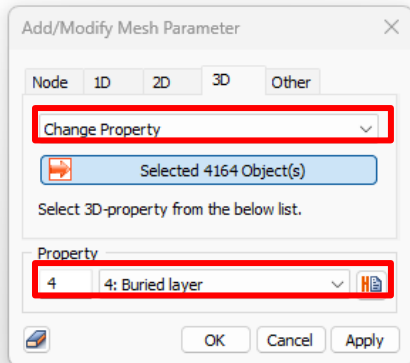 Add/Modify Mesh Parameter
Node 1D 2D 3D Other
Change Property
Selected 4164 Object(s)
Select 3D-property from the below list.
Property
4 4: Buried layer
OK Cancel Apply